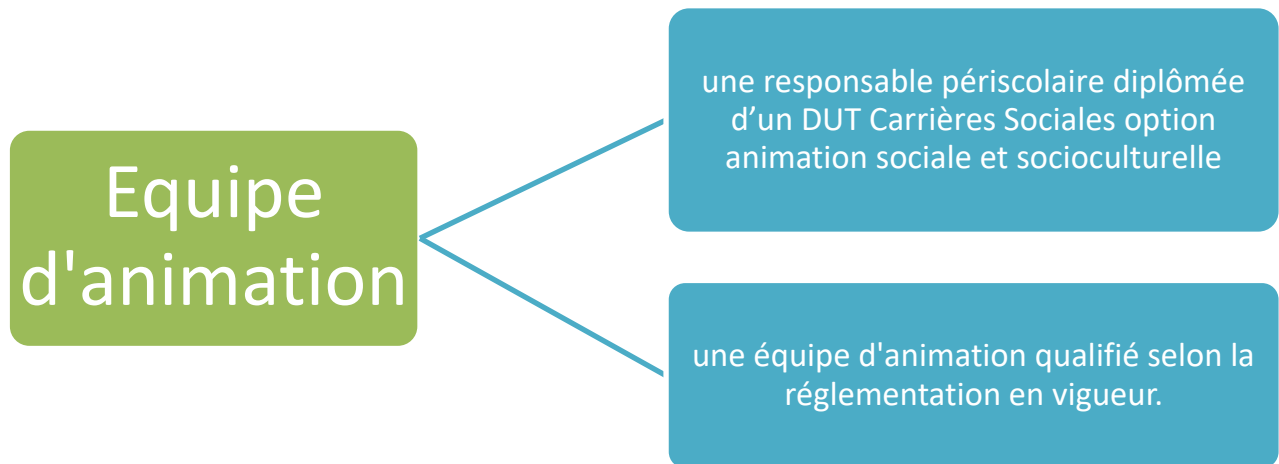 Equipe
d'animation
une responsable périscolaire diplômée
d’un DUT Carrières Sociales option
animation sociale et socioculturelle
une équipe d'animation qualifié selon la
réglementation en vigueur.